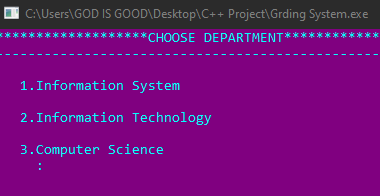 C:\Users\GOD IS GOOD\Desktop\C++ Project\Grding System.exe
*******************CHOOSE DEPARTMENT************
------------------------------------------------
1.Information System
2.Information Technology
3.Computer Science
: